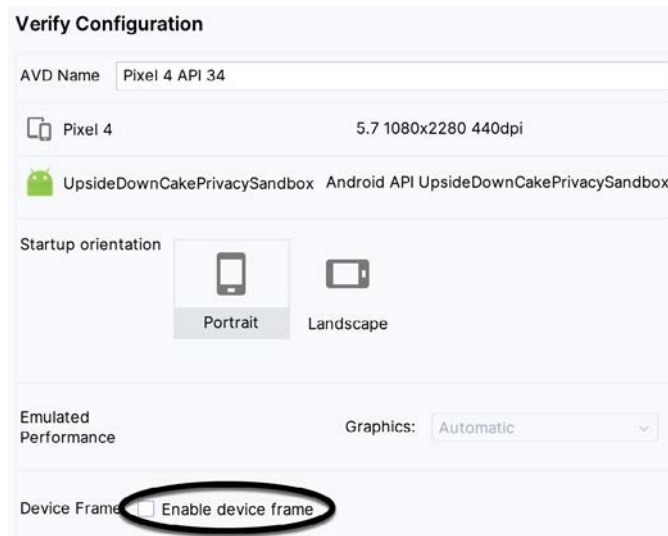 Verify Configuration
AVD Name Pixel 4 API 34
Pixel 4 5.7 1080x2280 440dpi
UpsideDownCakePrivacySandbox Android API UpsideDownCakePrivacySandbox
Startup orientation
Portrait Landscape
Emulated
Performance
Graphics: Automatic
Device Frame Enable device frame